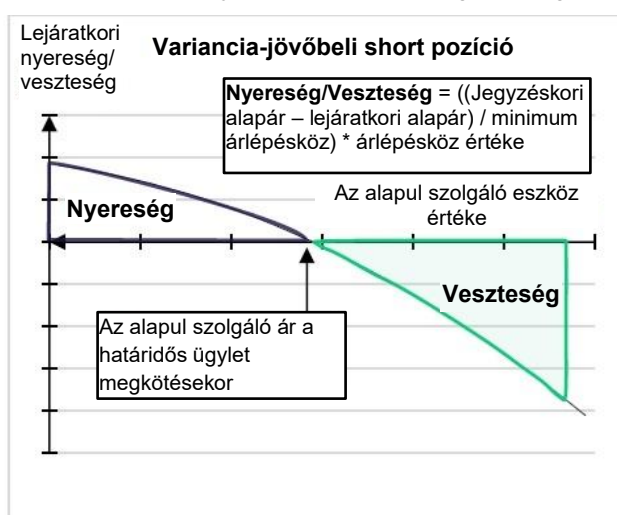 Lejáratkori
nyereség/
veszteség
Variancia-jövőbeli short pozíció
Nyereség/Veszteség = ((Jegyzéskori
alapár – lejáratkori alapár) / minimum
árlépésköz) * árlépésköz értéke
Az alapul szolgáló eszköz
értéke
Nyereség
Veszteség
Az alapul szolgáló ár a
határidős ügylet
megkötésekor